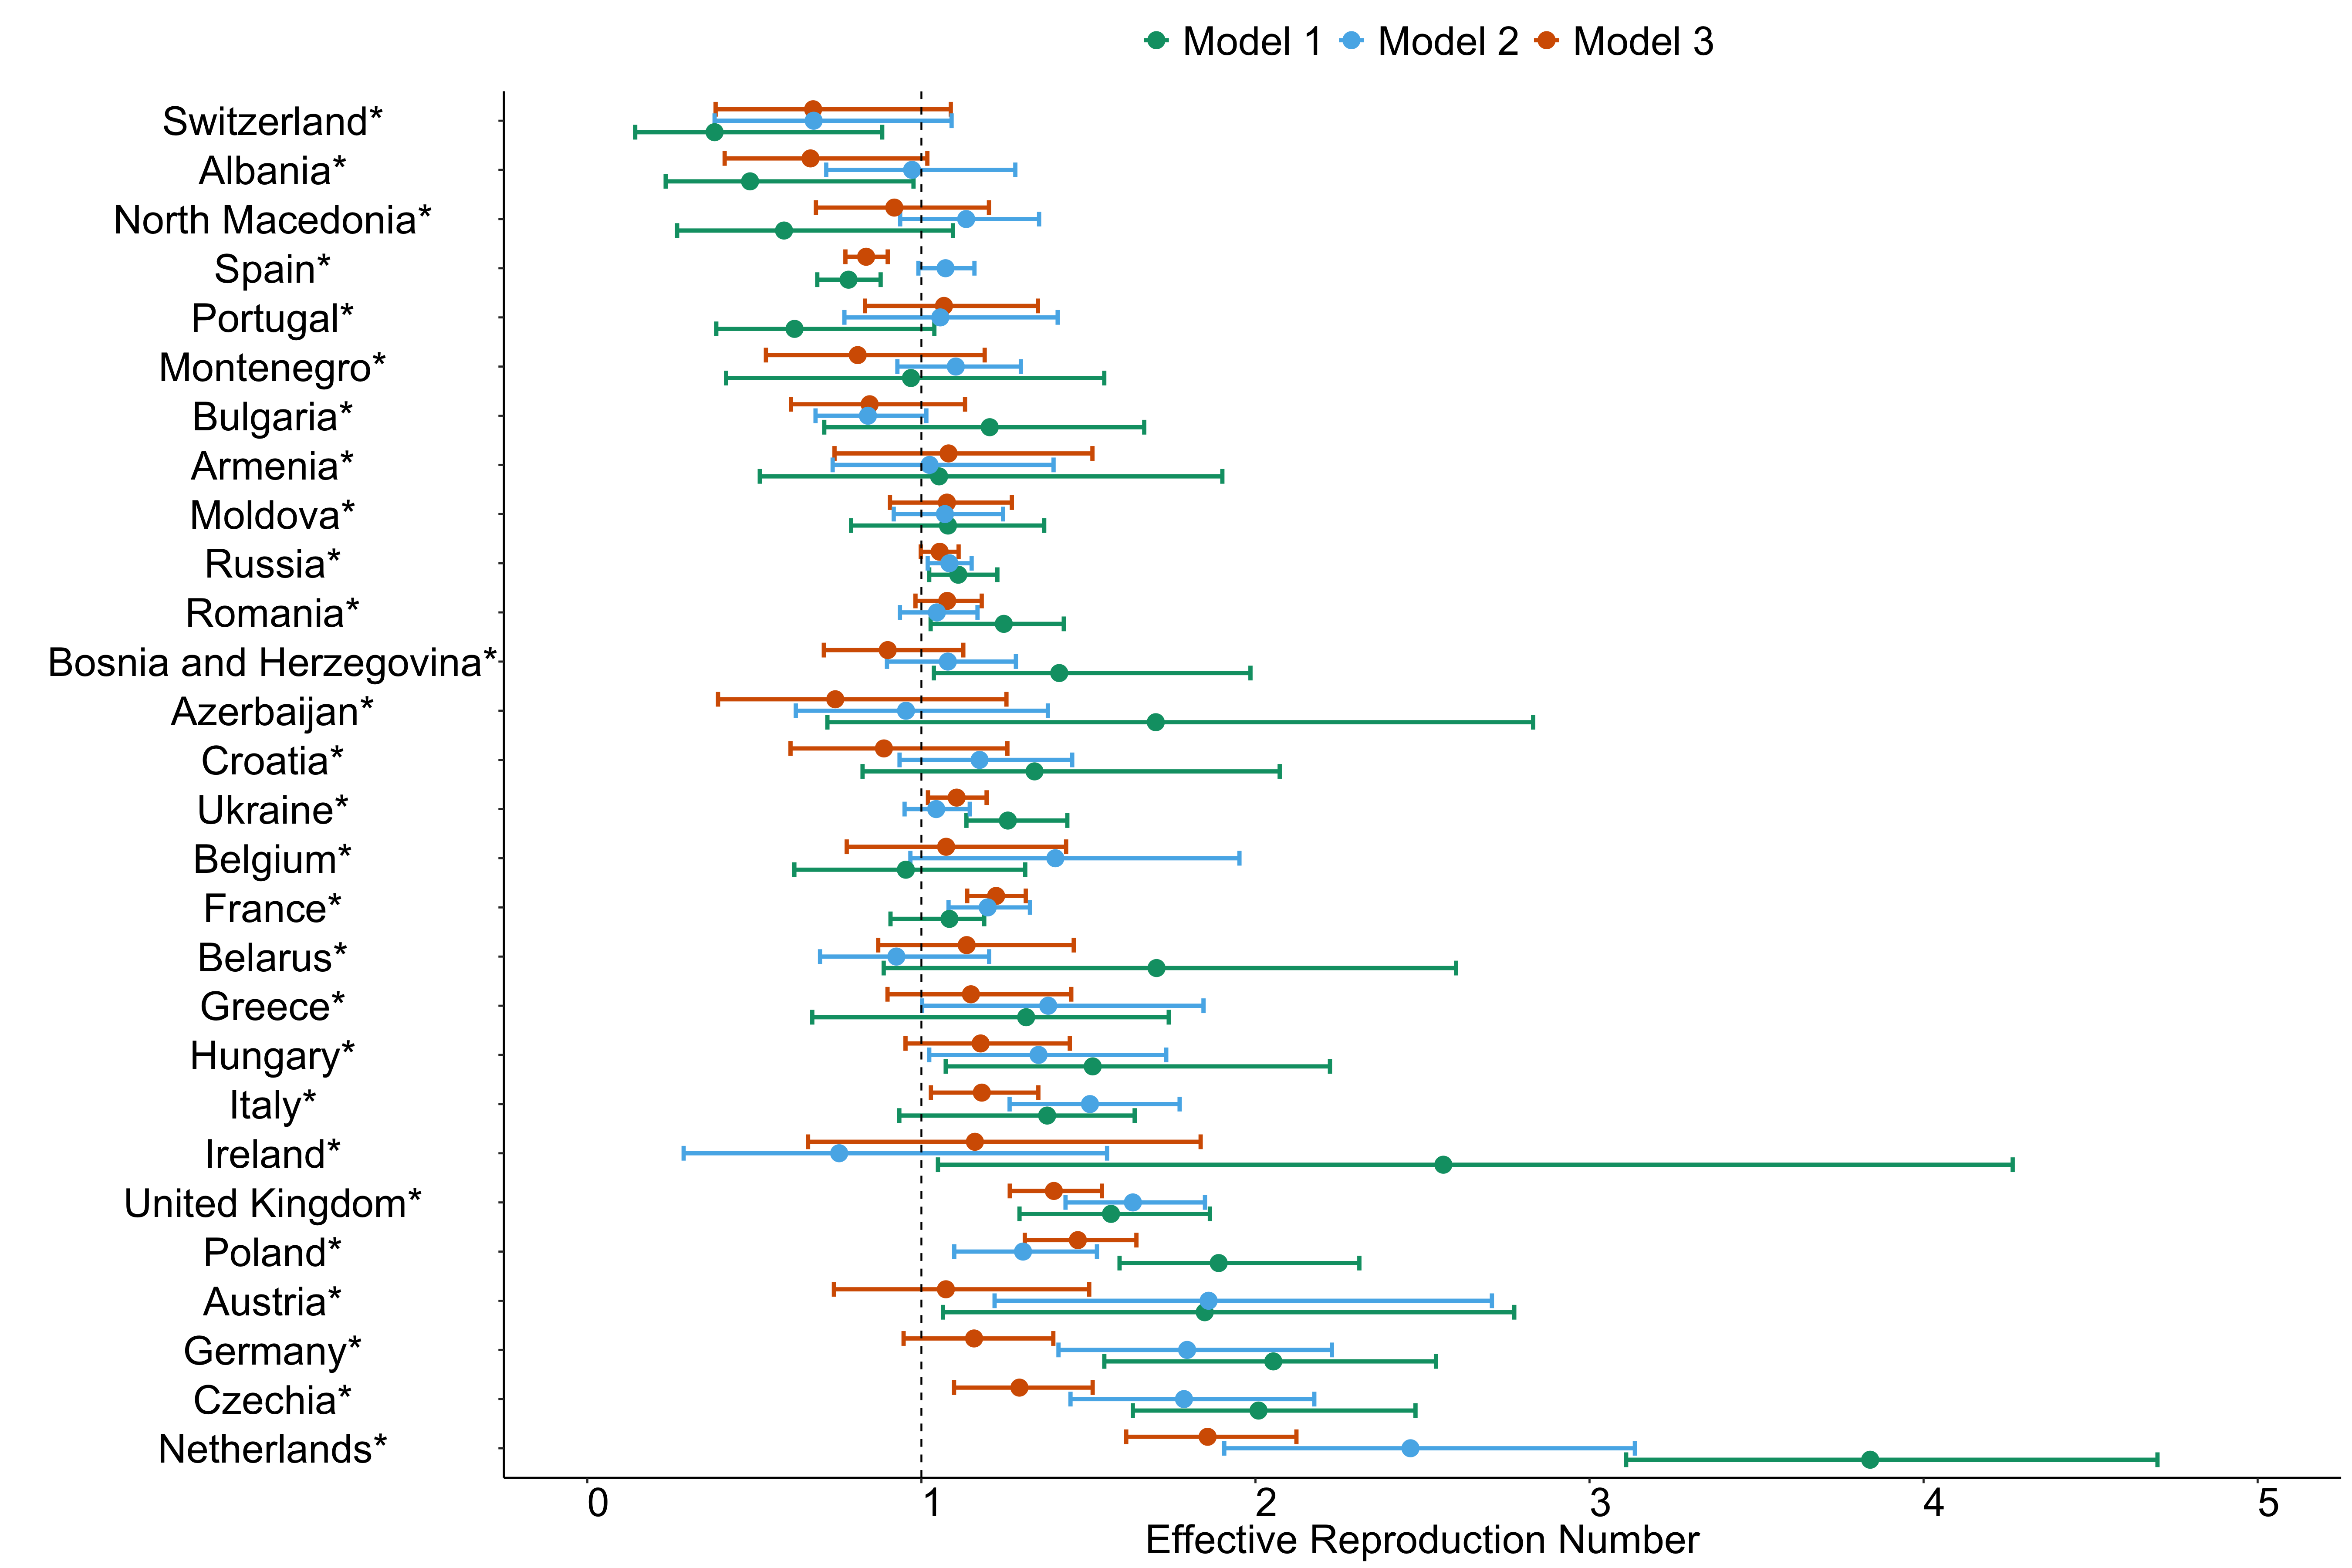 Model 1 Model 2 Model 3
Switzerland*
Albania*
North Macedonia*
Spain*
Portugal*
Montenegro*
Bulgaria*
Armenia*
Moldova*
Russia*
Romania*
Bosnia and Herzegovina*
Azerbaijan*
Croatia*
Ukraine*
Belgium*
France*
Belarus*
Greece*
Hungary*
Italy*
Ireland*
United Kingdom*
Poland*
Austria*
Germany*
Czechia*
Netherlands*
0 1 2 3 4 5
Effective Reproduction Number